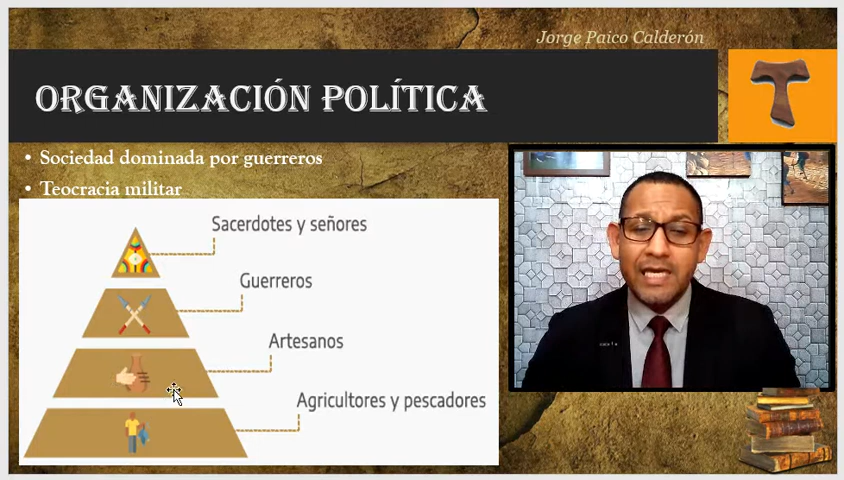 Jorge Paico Calderón
ORGANIZACIÓN POLÍTICA
• Sociedad dominada por guerreros
• Teocracia militar
Sacerdotes y señores
Guerreros
Artesanos
Agricultores y pescadores